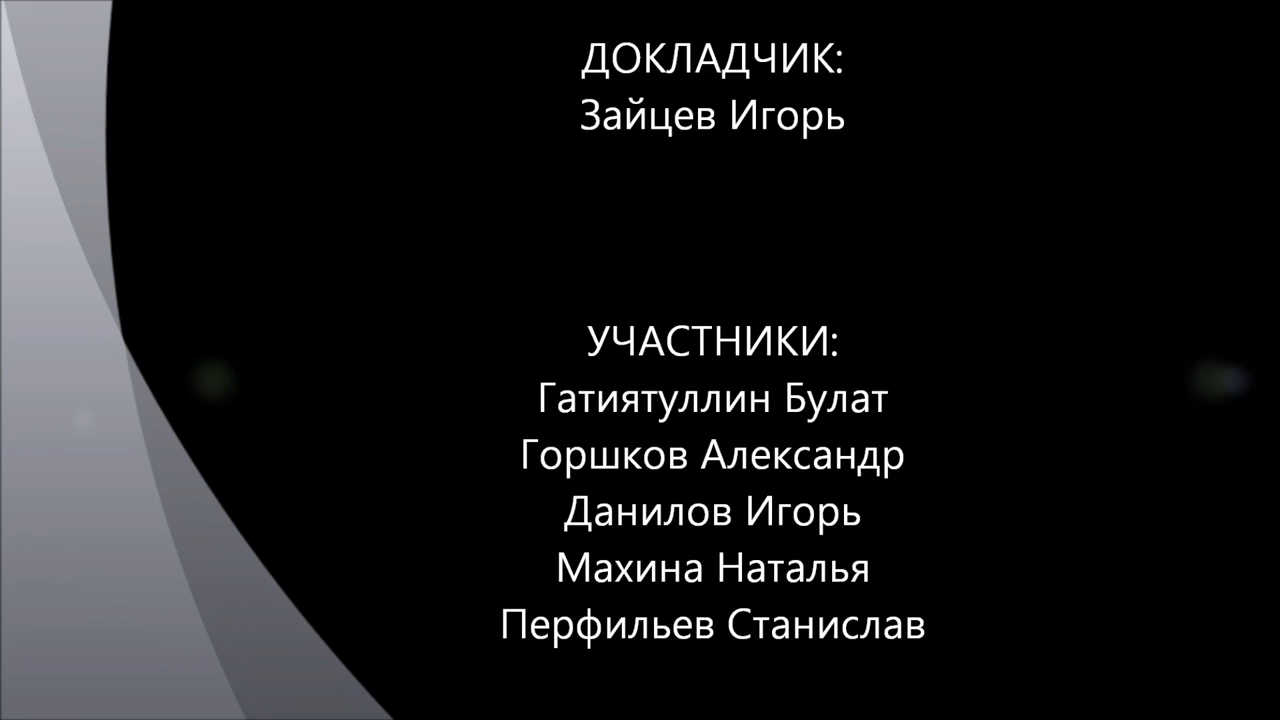 ДОКЛАДЧИК:
Зайцев Игорь
УЧАСТНИКИ:
Гатиятуллин Булат
Горшков Александр
Данилов Игорь
Махина Наталья
Перфильев Станислав